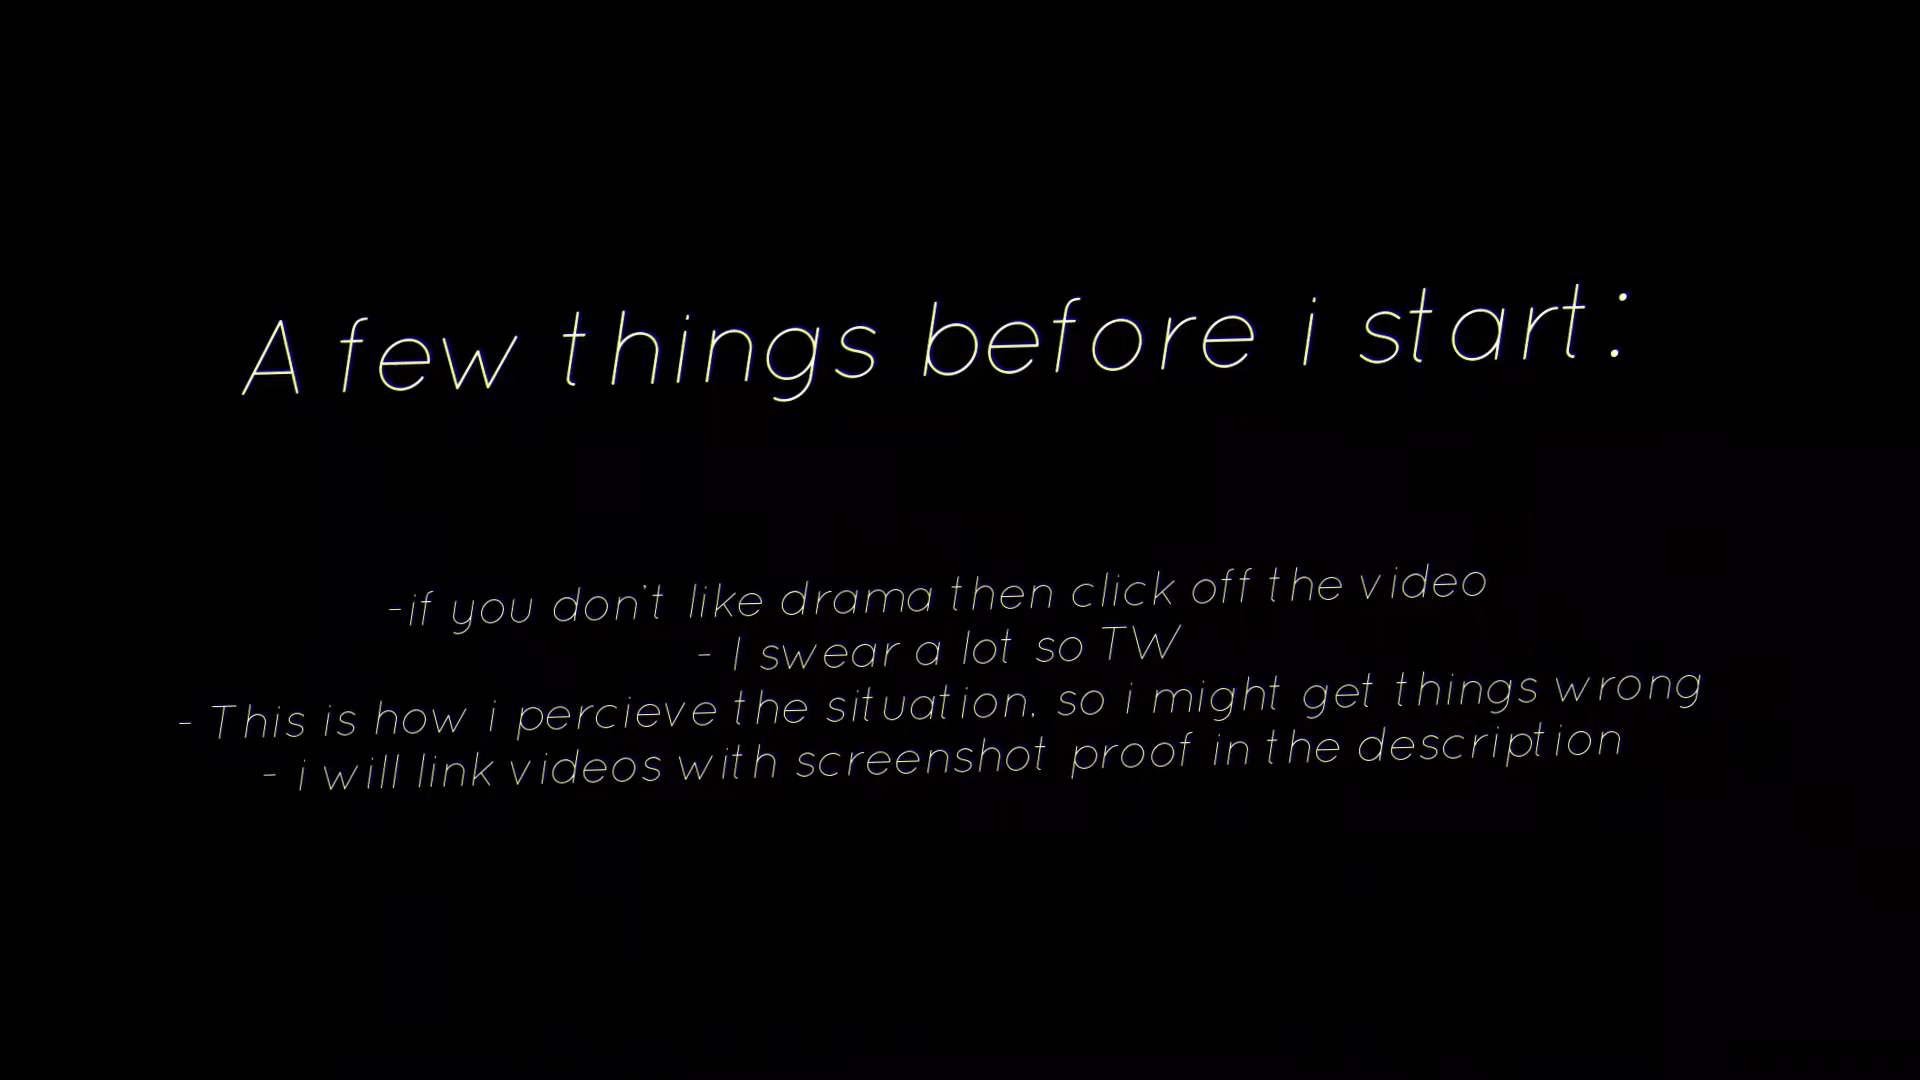 A few things before i start:
-if you don't like drama then click off the video
- I swear a lot so TW
- This is how i percieve the situation. so i might get things wrong
- i will link videos with screenshot proof in the description